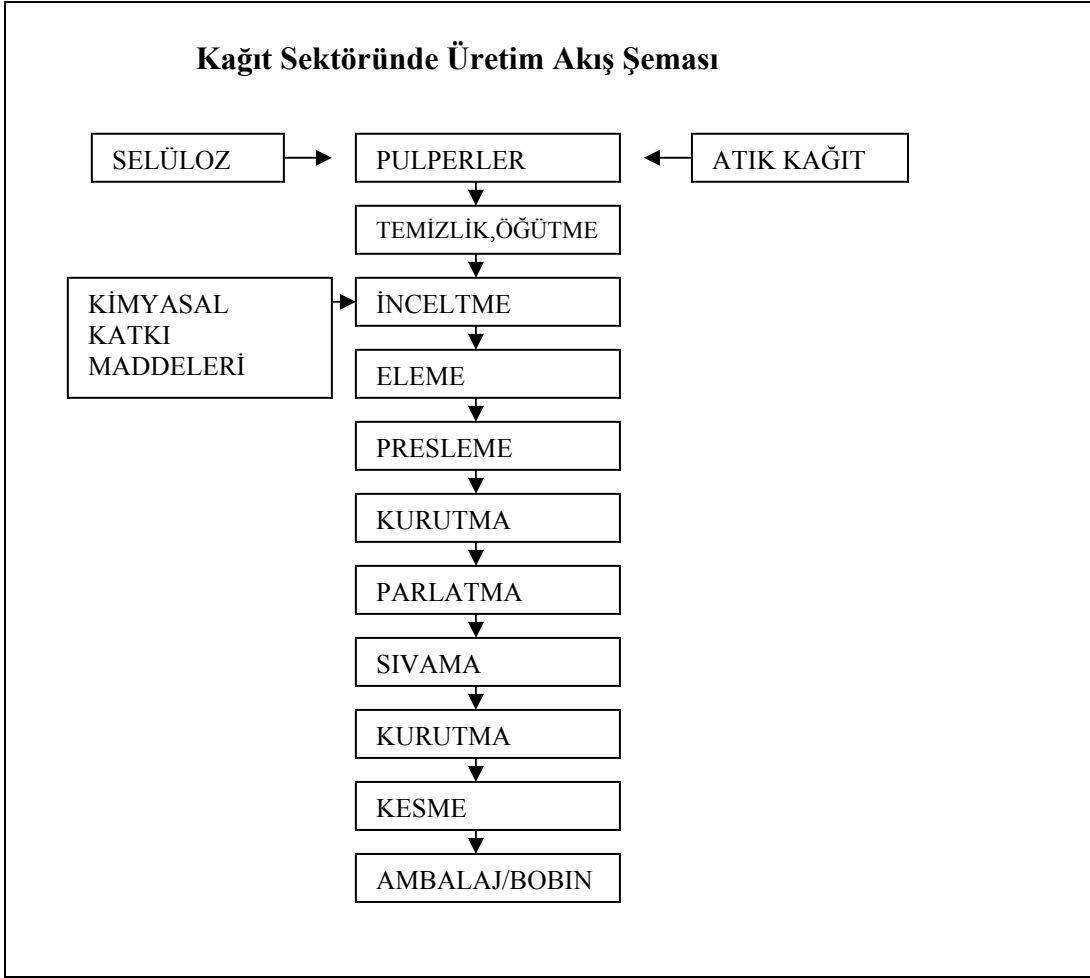 Kağıt Sektöründe Üretim Akış Şeması
SELÜLOZ
PULPERLER
ATIK KAĞIT
TEMİZLİK,ÖĞÜTME
KİMYASAL
KATKI
MADDELERİ
İNCELTME
ELEME
PRESLEME
KURUTMA
PARLATMA
SIVAMA
KURUTMA
KESME
AMBALAJ/BOBIN